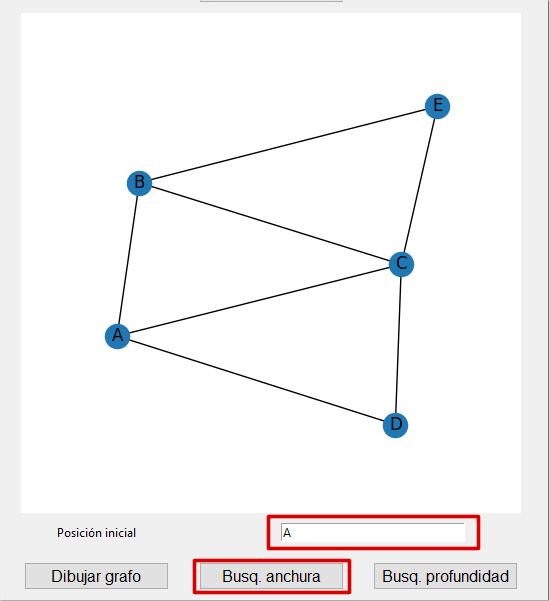 E
B
C
A
D
Posición inicial A
Dibujar grafo Busq. anchura Busq. profundidad